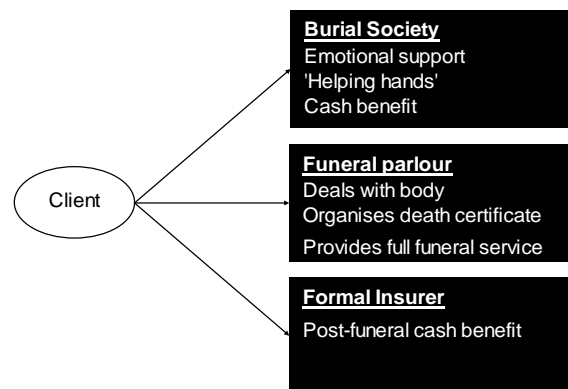 Burial Society
Emotional support
'Helping hands'
Cash benefit
Client
Funeral parlour
Deals with body
Organises death certificate
Provides full funeral service
Formal Insurer
Post-funeral cash benefit